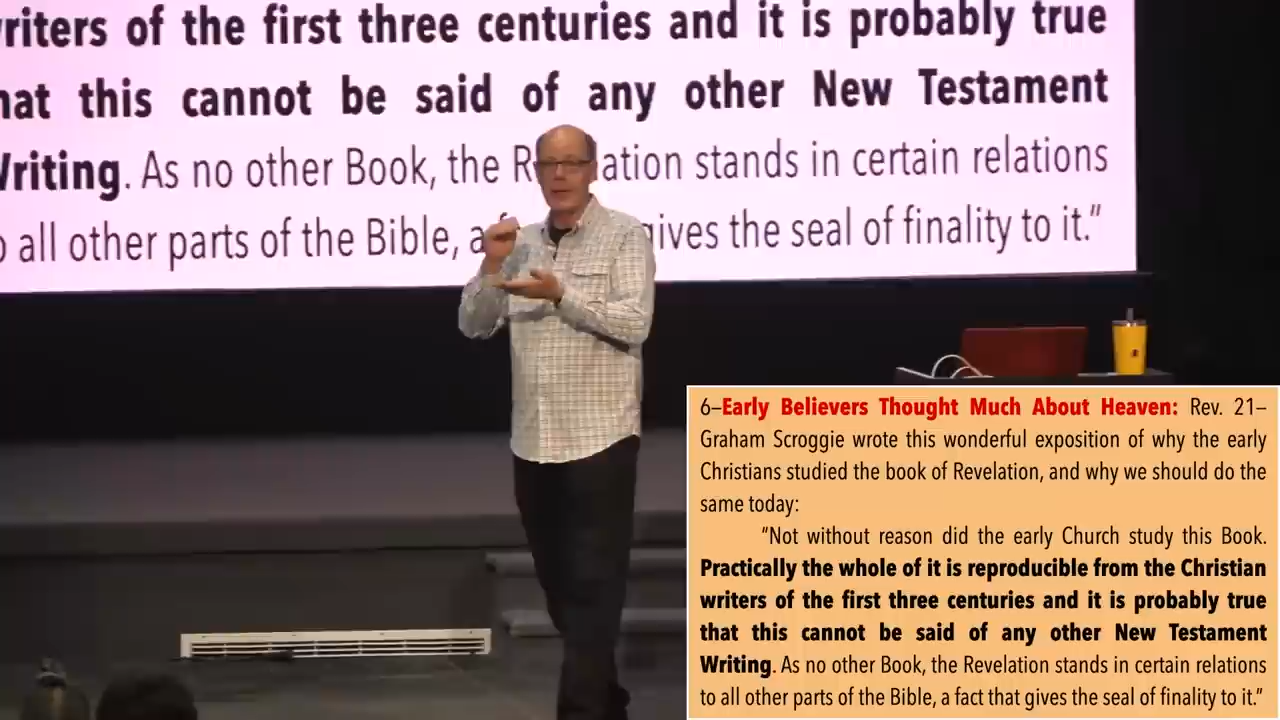 riters of the first three centuries and it is probably true
hat this cannot be said of any other New Testament
Writing. As no other Book, the R ation stands in certain relations
o all other parts of the Bible, a gives the seal of finality to it.”
6–Early Believers Thought Much About Heaven: Rev. 21–
Graham Scroggie wrote this wonderful exposition of why the early
Christians studied the book of Revelation, and why we should do the
same today:
“Not without reason did the early Church study this Book.
Practically the whole of it is reproducible from the Christian
writers of the first three centuries and it is probably true
that this cannot be said of any other New Testament
Writing. As no other Book, the Revelation stands in certain relations
to all other parts of the Bible, a fact that gives the seal of finality to it.”